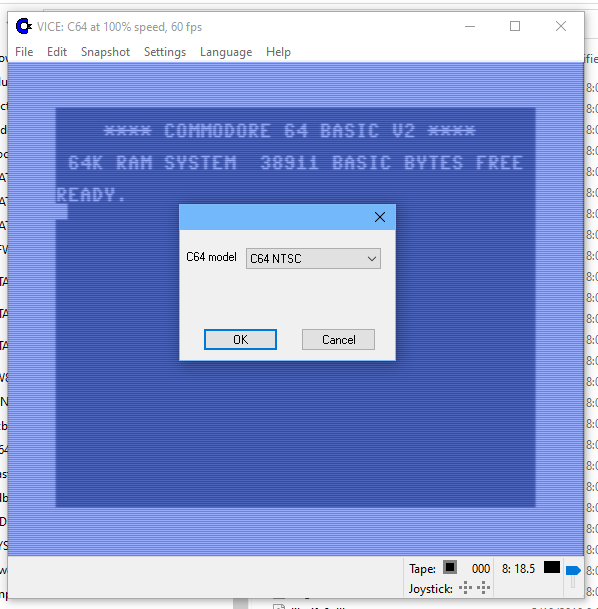 VICE: C64 at 100% speed, 60 fps
File Edit Snapshot Settings Language Help
**** COMMODORE 64 BASIC V2 ****
64K RAM SYSTEM 38911 BASIC BYTES FREE
READY.
C64 model C64 NTSC
OK Cancel
Tape: 000 8: 18.5
Joystick: